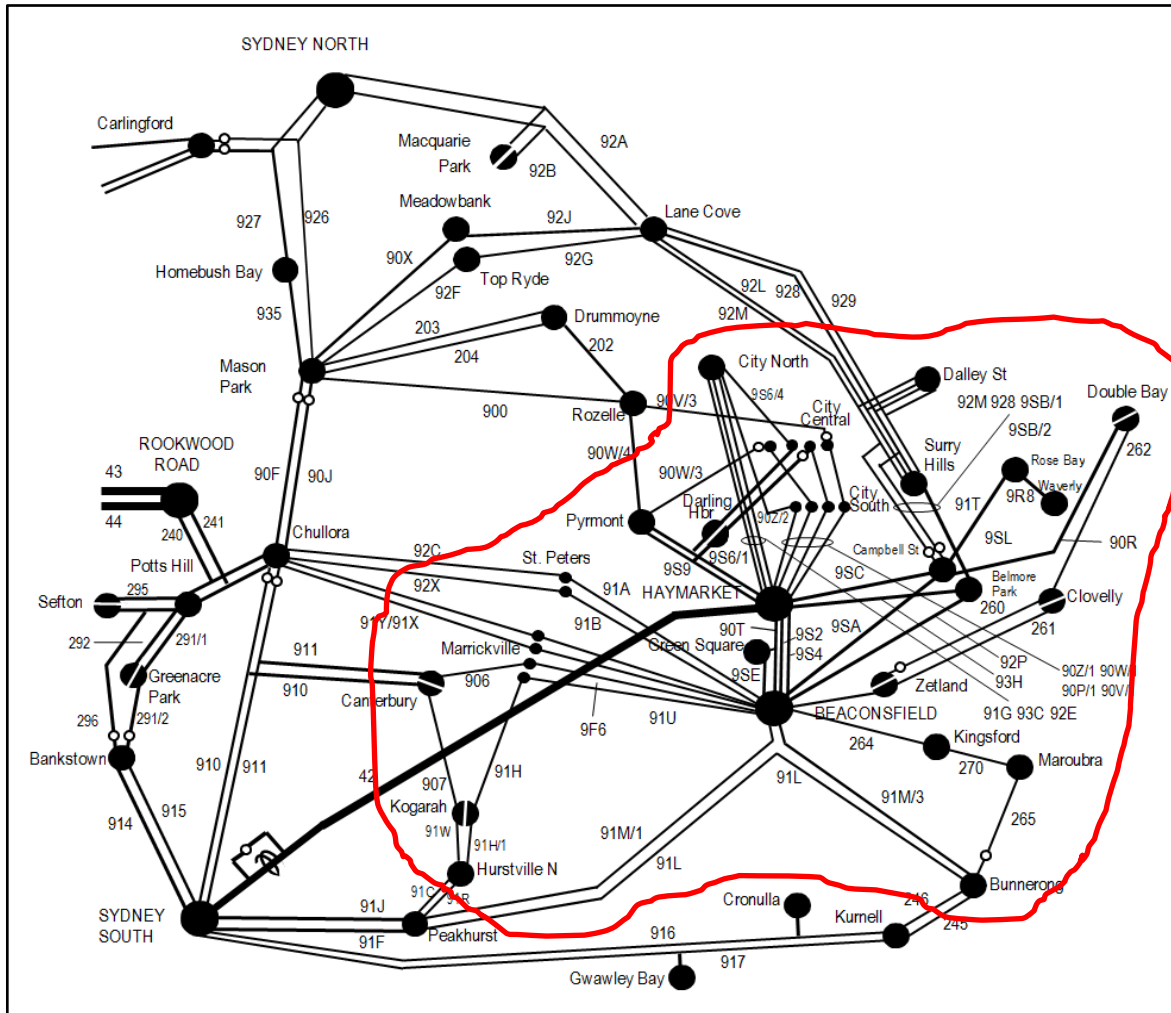 SYDNEY NORTH
Carlingford
Macquarie
Park
92A
92B
Meadowbank
92J
Lane Cove
927
926
90X
92G
Homebush Bay
92F
Top Ryde
92L
928
929
92M
935
203
Drummoyne
204
202
Mason
Park
City North
Dalley St
Double Bay
9S6/4
900
Rozelle
90V/3
City
Central
92M 928 9SB/1
9SB/2
262
ROOKWOOD
ROAD
43
44
90F
90J
90W/4
90W/3
Surry
Hills
Rose Bay
Waverly
9R8
241
240
Darling
Hbr
City
South
91T
Pyrmont
90Z/2
9SL
90R
Chullora
Potts Hill
92C
St. Peters
9S9
9S6/1
Campbell St
9SC
92X
91A
HAYMARKET
Belmore
Park
Sefton
295
91B
260
Clovelly
292
291/1
91Y/91X
90T
9S2
9SA
261
911
Marrickville
Green Square
9S4
92P
Greenacre
Park
910
906
9SE
Zetland
93H
90Z/1 90W/
90P/1 90V/
Canterbury
296
291/2
9F6
91U
BEACONSFIELD
91G 93C 92E
Kingsford
264
Bankstown
910
911
42
907
91H
91L
270
Maroubra
915
914
Kogarah
91M/3
91W
91H/1
91M/1
265
91L
Hurstville N
91C
91R
Cronulla
Bunnerong
246
SYDNEY
SOUTH
91J
Kurnell
245
91F
Peakhurst
916
917
Gwawley Bay